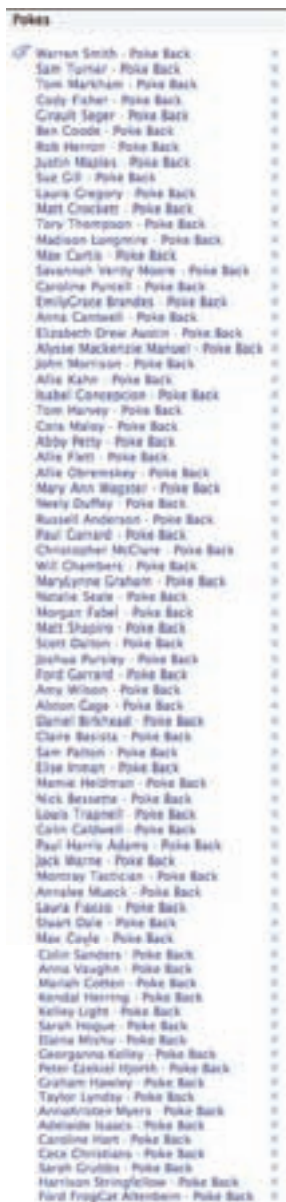 Pokes
Warren Smith - Poke Back
Sam Turner - Poke Back
Tom Markham - Poke Back
Cody Fisher - Poke Back
Girault Seger - Poke Back
Ben Coode - Poke Back
Rob Herron - Poke Back
Justin Maples - Poke Back
Sue Gill - Poke Back
Laura Gregory - Poke Back
Matt Crockett - Poke Back
Tory Thompson - Poke Back
Madison Longmire - Poke Back
Max Curtis - Poke Back
Savannah Verity Moore - Poke Back
Caroline Purcell - Poke Back
EmilyGrace Brandes - Poke Back
Anna Cantwell - Poke Back
Elizabeth Drew Austin - Poke Back
Alysse Mackenzie Manuel - Poke Back
John Morrison - Poke Back
Allie Kahn - Poke Back
Isabel Concepcion - Poke Back
Tom Harvey - Poke Back
Cora Maloy - Poke Back
Abby Petty - Poke Back
Allie Flett - Poke Back
Allie Obremskey - Poke Back
Mary Ann Wagster - Poke Back
Neely Duffey - Poke Back
Russell Anderson - Poke Back
Paul Garrard - Poke Back
Christopher McClure - Poke Back
Will Chambers - Poke Back
MaryLynne Graham - Poke Back
Natalie Seale - Poke Back
Morgan Fabel - Poke Back
Matt Shapiro - Poke Back
Scott Dalton - Poke Back
Joshua Pursley - Poke Back
Ford Garrard - Poke Back
Amy Wilson - Poke Back
Alston Gage - Poke Back
Daniel Birkhead - Poke Back
Claire Basista - Poke Back
Sam Patton - Poke Back
Elise Inman - Poke Back
Mamie Heldman - Poke Back
Nick Bessette - Poke Back
Louis Trapnell - Poke Back
Colin Caldwell - Poke Back
Paul Harris Adams - Poke Back
Jack Warne - Poke Back
Tactician - Poke Back
Annalee Mueck - Poke Back
Laura - Poke Back
Stuart Dale - Poke Back
Max Coyle - Poke Back
Colin Sanders - Poke Back
Anna Vaughn - Poke Back
Mariah Cotten - Poke Back
Kendal Herring - Poke Back
Kelley Light - Poke Back
Sarah Hogue - Poke Back
Elaina Mishu - Poke Back
Georganna Kelley - Poke Back
Peter Ezekiel Hjorth - Poke Back
Graham Hawley - Poke Back
Taylor Lyndsy - Poke Back
AnnaKristen Myers - Poke Back
Adelaide Isaacs - Poke Back
Caroline Hart - Poke Back
Cece Christians - Poke Back
Sarah Grubbs - Poke Back
Harrison Stringfellow - Poke Back
Ford FrogCat Altenbern - Poke Back